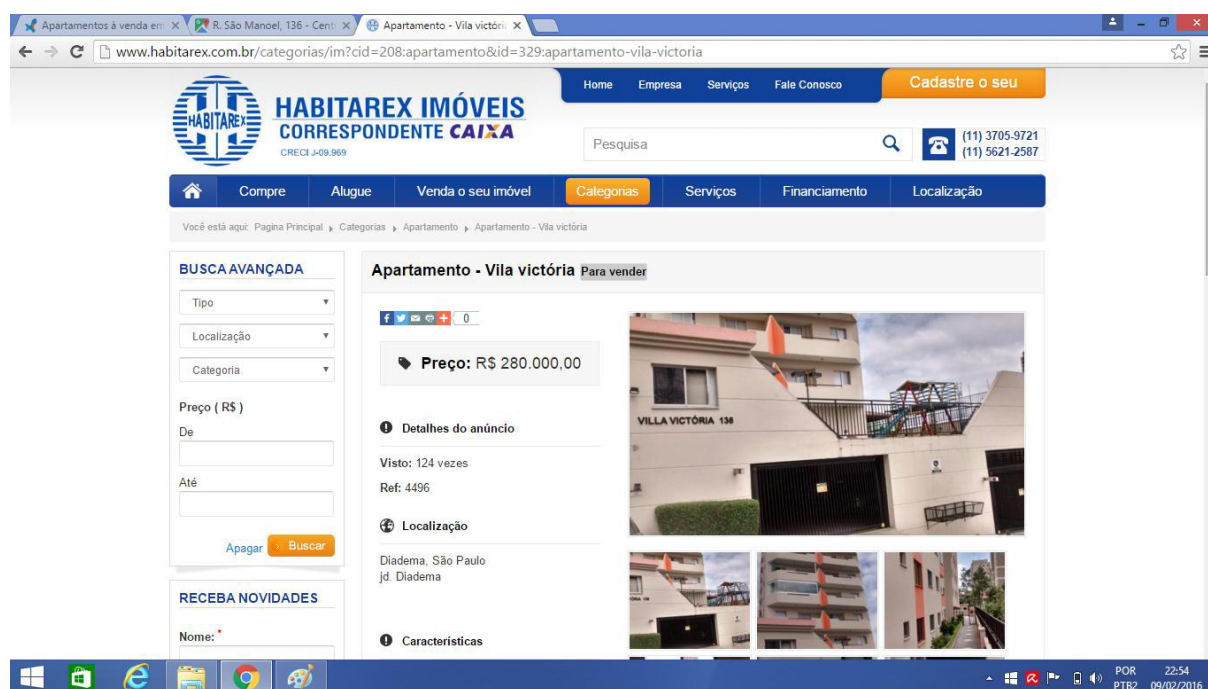 Apartamentos à venda em
R. São Manoel, 136 - Cent
Apartamento - Vila victóri
www.habitarex.com.br/categorias/im?cid=208:apartamento&id=329:apartamento-vila-victoria
Home Empresa Serviços Fale Conosco Cadastre o seu
HABITAREX
HABITAREX IMÓVEIS
CORRESPONDENTE CAIXA
CRECI J-09.969
Pesquisa
(11) 3705-9721
(11) 5621-2587
Compre Alugue Venda o seu imóvel Categorias Serviços Financiamento Localização
Você está aqui: Pagina Principal Categorias Apartamento Apartamento - Vila victória
BUSCA AVANÇADA
Tipo
Localização
Categoria
Preço ( R$ )
De
Até
Apagar Buscar
RECEBA NOVIDADES
Nome: *
Apartamento - Vila victória Para vender
0
Preço: R$ 280.000,00
Detalhes do anúncio
Visto: 124 vezes
Ref: 4496
Localização
Diadema, São Paulo
jd. Diadema
Características
VILLA VICTÓRIA 136
POR 22:54
PTB2 09/02/2016